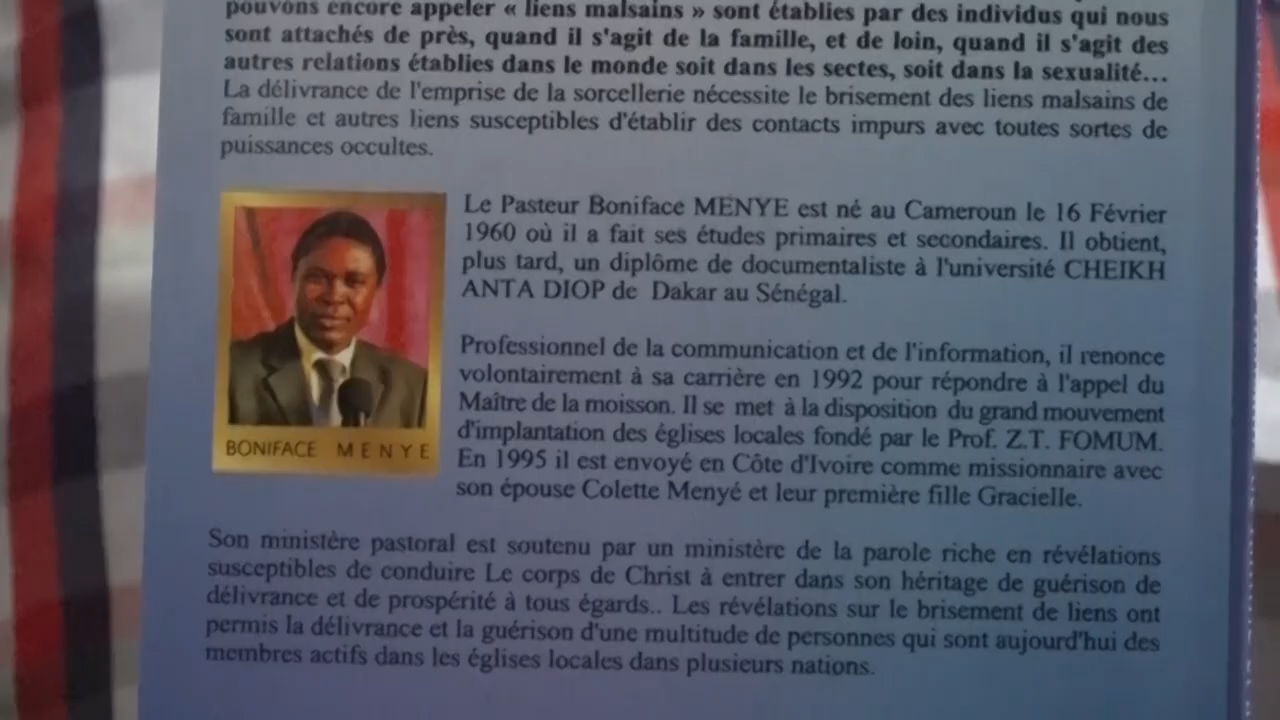 pouvons encore appeler « liens malsains » sont établies par des individus qui nous
sont attachés de près, quand il s'agit de la famille, et de loin, quand il s'agit des
autres relations établies dans le monde soit dans les sectes, soit dans la sexualité…
La délivrance de l'emprise de la sorcellerie nécessite le brisement des liens malsains de
famille et autres liens susceptibles d'établir des contacts impurs avec toutes sortes de
puissances occultes.
Le Pasteur Boniface MENYE est né au Cameroun le 16 Février
1960 où il a fait ses études primaires et secondaires. Il obtient,
plus tard, un diplôme de documentaliste à l'université CHEIKH
ANTA DIOP de Dakar au Sénégal.
Professionnel de la communication et de l'information, il renonce
volontairement à sa carrière en 1992 pour répondre à l'appel du
Maître de la moisson. Il se met à la disposition du grand mouvement
d'implantation des églises locales fondé par le Prof. Z.T. FOMUM.
En 1995 il est envoyé en Côte d'Ivoire comme missionnaire avec
son épouse Colette Menyé et leur première fille Gracielle.
BONIFACE MENYE
Son ministère pastoral est soutenu par un ministère de la parole riche en révélations
susceptibles de conduire Le corps de Christ à entrer dans son héritage de guérison de
délivrance et de prospérité à tous égards.. Les révélations sur le brisement de liens ont
permis la délivrance et la guérison d'une multitude de personnes qui sont aujourd'hui des
membres actifs dans les églises locales dans plusieurs nations.